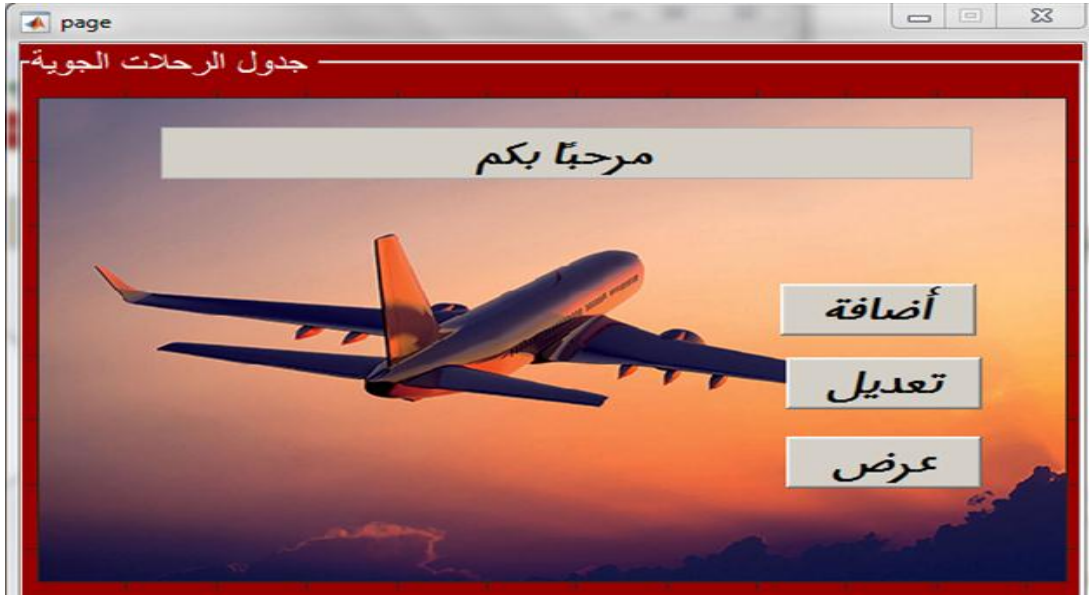 page
جدول الرحلات الجوية
مرحبًا بكم
أضافة
تعديل
عرض